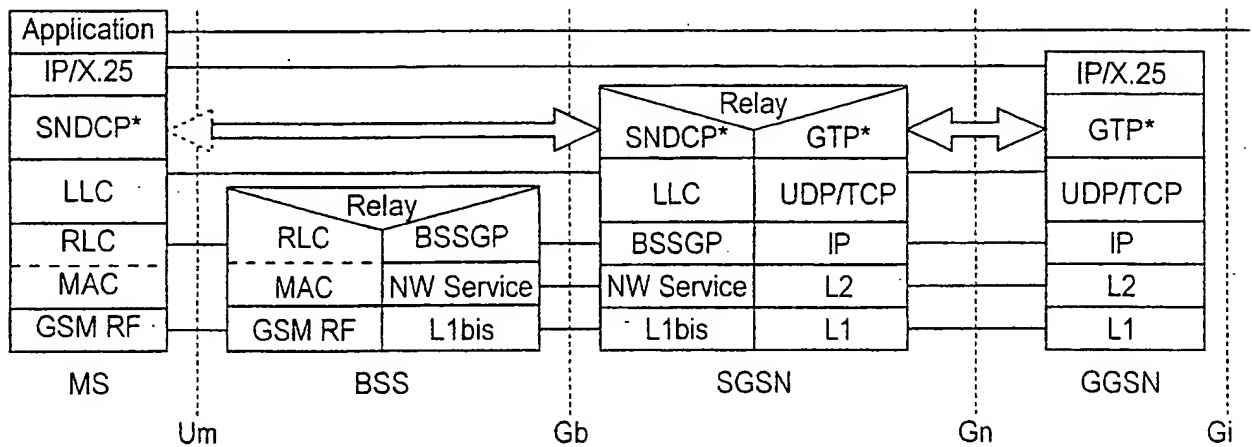 Application
IP/X.25
SNDCP*
LLC
RLC
MAC
GSM RF
MS
Um
Relay
RLC
BSSGP
MAC
NW Service
GSM RF
L1bis
BSS
Gb
Relay
SNDCP*
GTP*
LLC
UDP/TCP
BSSGP
IP
NW Service
L2
L1bis
L1
SGSN
Gn
IP/X.25
GTP*
UDP/TCP
IP
L2
L1
GGSN
Gi